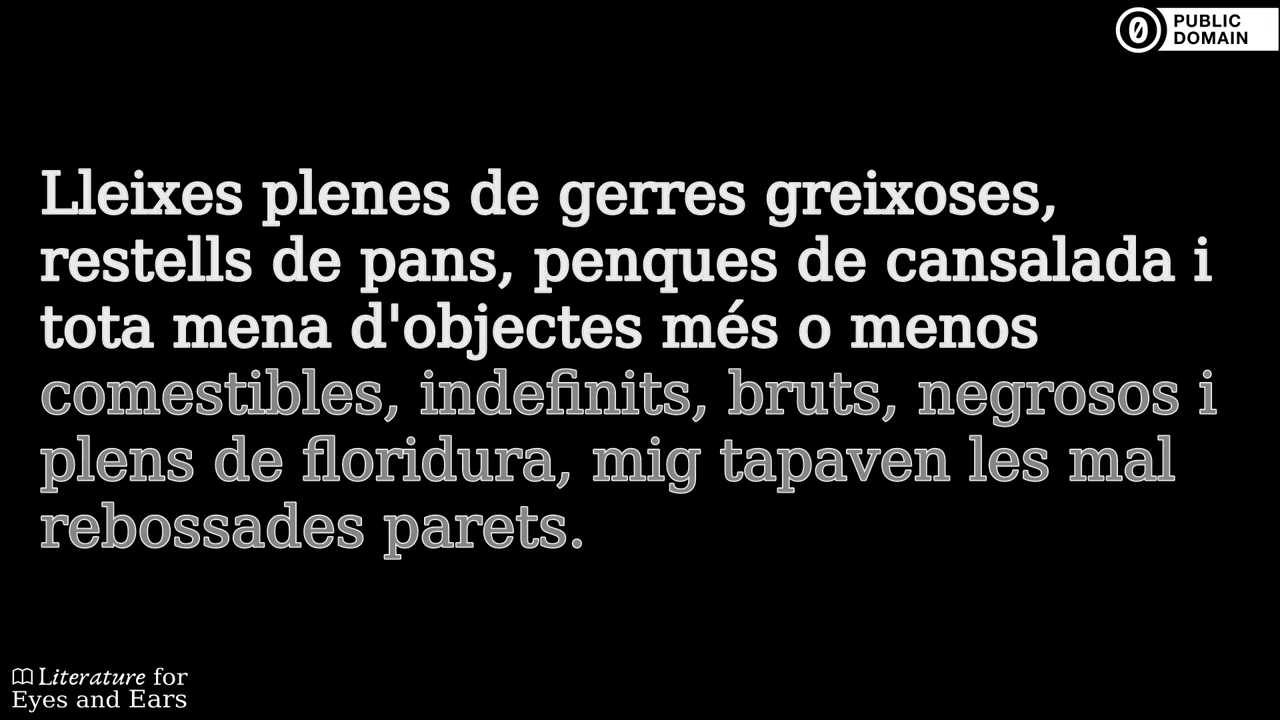 PUBLIC
DOMAIN
Lleixes plenes de gerres greixoses,
restells de pans, penques de cansalada i
tota mena d'objectes més o menos
comestibles, indefinits, bruts, negrosos i
plens de floridura, mig tapaven les mal
rebossades parets.
Literature for
Eyes and Ears